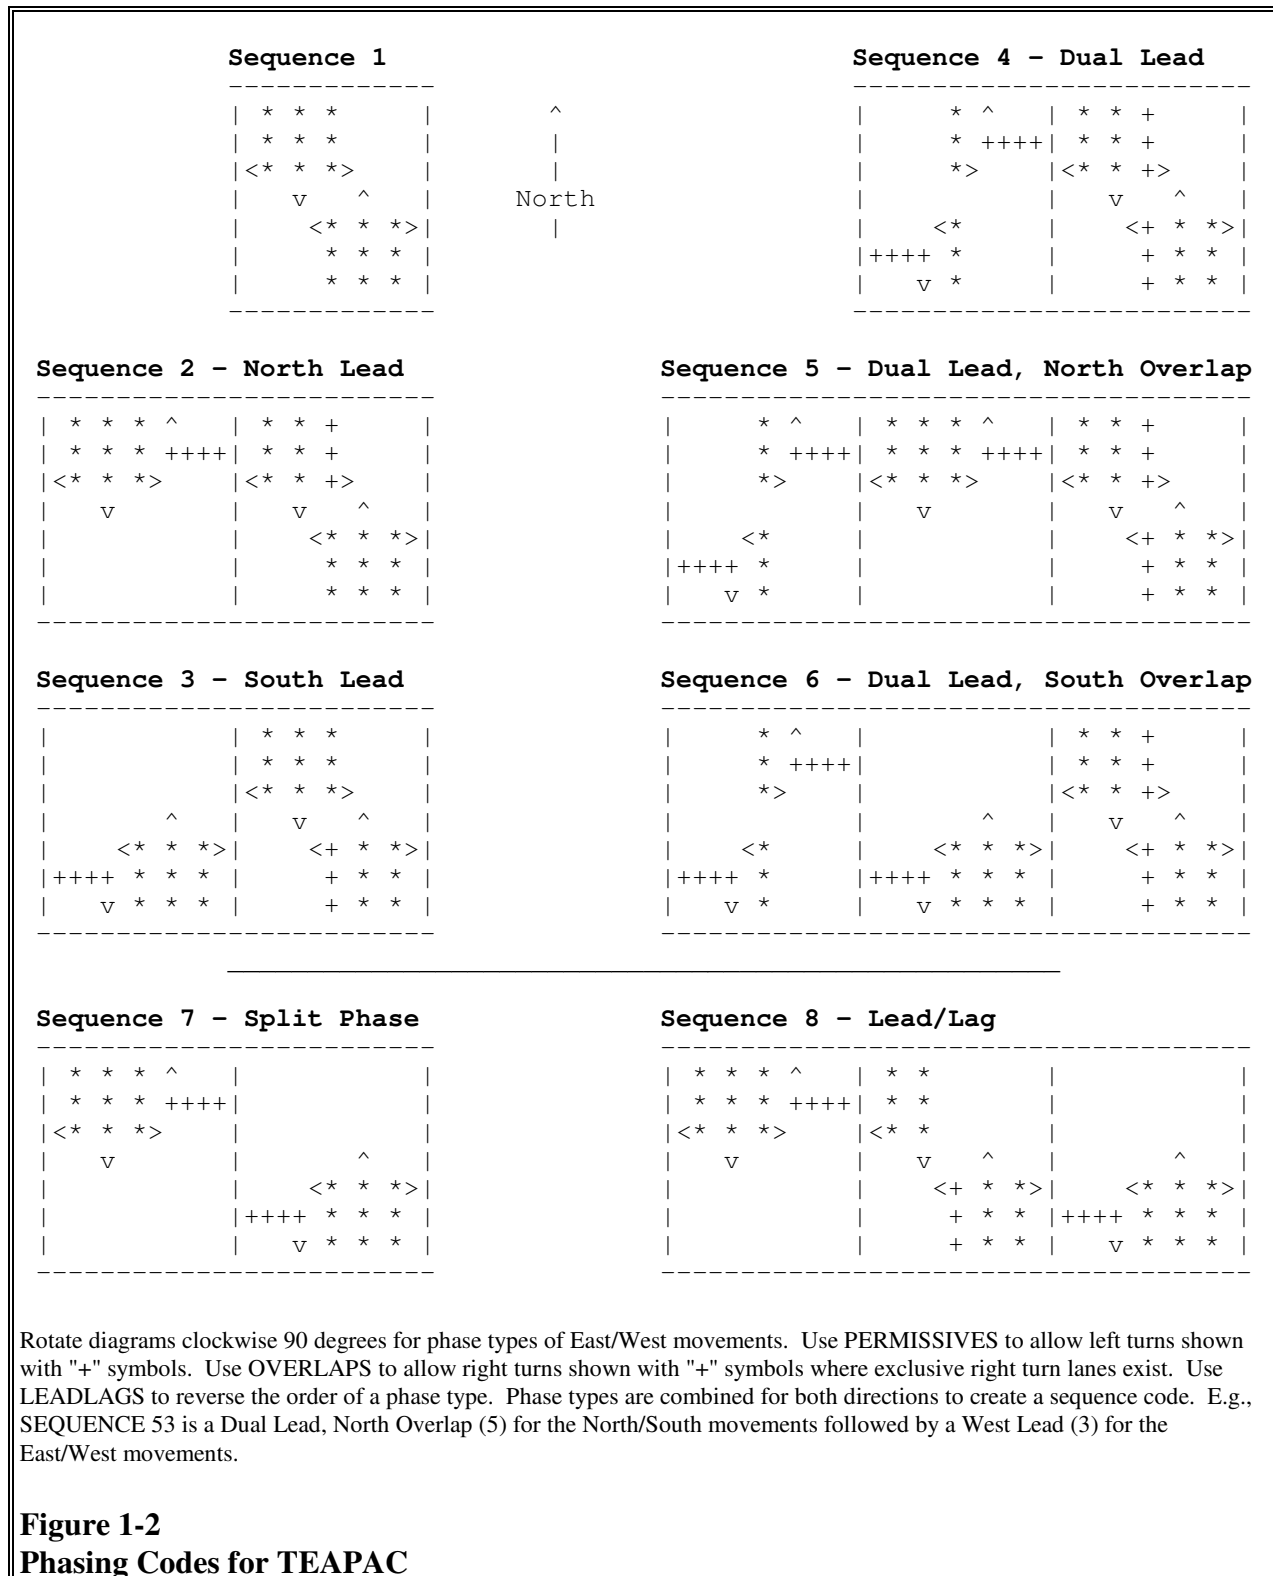 Sequence 1                             Sequence 4 - Dual Lead
            -------------                          -------------------------
            | * * *     |       ^                  |     * ^   | * * +     |
            | * * *     |       |                  |     * ++++| * * +     |
            |<* * *>    |       |                  |     *>    |<* * +>    |
            |   v   ^   |     North                |           |   v   ^   |
            |    <* * *>|       |                  |    <*     |    <+ * *>|
            |     * * * |                          |++++ *     |     + * * |
            |     * * * |                          |   v *     |     + * * |
            -------------                          -------------------------
Sequence 2 - North Lead                Sequence 5 - Dual Lead, North Overlap
-------------------------              -------------------------------------
| * * * ^   | * * +     |              |     * ^   | * * * ^   | * * +     |
| * * * ++++| * * +     |              |     * ++++| * * * ++++| * * +     |
|<* * *>    |<* * +>    |              |     *>    |<* * *>    |<* * +>    |
|   v       |   v   ^   |              |           |   v       |   v   ^   |
|           |    <* * *>|              |    <*     |           |    <+ * *>|
|           |     * * * |              |++++ *     |           |     + * * |
|           |     * * * |              |   v *     |           |     + * * |
-------------------------              -------------------------------------
Sequence 3 - South Lead                Sequence 6 - Dual Lead, South Overlap
-------------------------              -------------------------------------
|           | * * *     |              |     * ^   |           | * * +     |
|           | * * *     |              |     * ++++|           | * * +     |
|           |<* * *>    |              |     *>    |           |<* * +>    |
|       ^   |   v   ^   |              |           |       ^   |   v   ^   |
|    <* * *>|    <+ * *>|              |    <*     |    <* * *>|    <+ * *>|
|++++ * * * |     + * * |              |++++ *     |++++ * * * |     + * * |
|   v * * * |     + * * |              |   v *     |   v * * * |     + * * |
-------------------------              -------------------------------------
Sequence 7 - Split Phase               Sequence 8 - Lead/Lag
-------------------------              -------------------------------------
| * * * ^   |           |              | * * * ^   | * *       |           |
| * * * ++++|           |              | * * * ++++| * *       |           |
|<* * *>    |           |              |<* * *>    |<* *       |           |
|   v       |       ^   |              |   v       |   v   ^   |       ^   |
|           |    <* * *>|              |           |    <+ * *>|    <* * *>|
|           |++++ * * * |              |           |     + * * |++++ * * * |
|           |   v * * * |              |           |     + * * |   v * * * |
-------------------------              -------------------------------------
Rotate diagrams clockwise 90 degrees for phase types of East/West movements. Use PERMISSIVES to allow left turns shown
with "+" symbols. Use OVERLAPS to allow right turns shown with "+" symbols where exclusive right turn lanes exist. Use
LEADLAGS to reverse the order of a phase type. Phase types are combined for both directions to create a sequence code. E.g.,
SEQUENCE 53 is a Dual Lead, North Overlap (5) for the North/South movements followed by a West Lead (3) for the
East/West movements.
Figure 1-2
Phasing Codes for TEAPAC